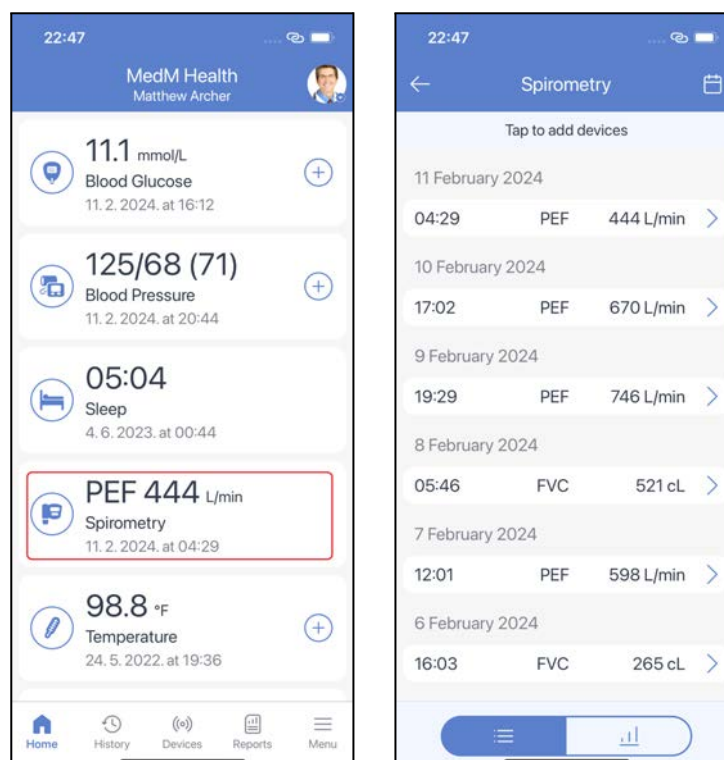 22:47
MedM Health
Matthew Archer
11.1 mmol/L
Blood Glucose
11. 2. 2024. at 16:12
125/68 (71)
Blood Pressure
11. 2. 2024. at 20:44
05:04
Sleep
4. 6. 2023. at 00:44
PEF 444 L/min
Spirometry
11. 2. 2024. at 04:29
98.8 °F
Temperature
24. 5. 2022. at 19:36
Home History Devices Reports Menu
22:47
Spirometry
Tap to add devices
11 February 2024
04:29 PEF 444 L/min
10 February 2024
17:02 PEF 670 L/min
9 February 2024
19:29 PEF 746 L/min
8 February 2024
05:46 FVC 521 cL
7 February 2024
12:01 PEF 598 L/min
6 February 2024
16:03 FVC 265 cL